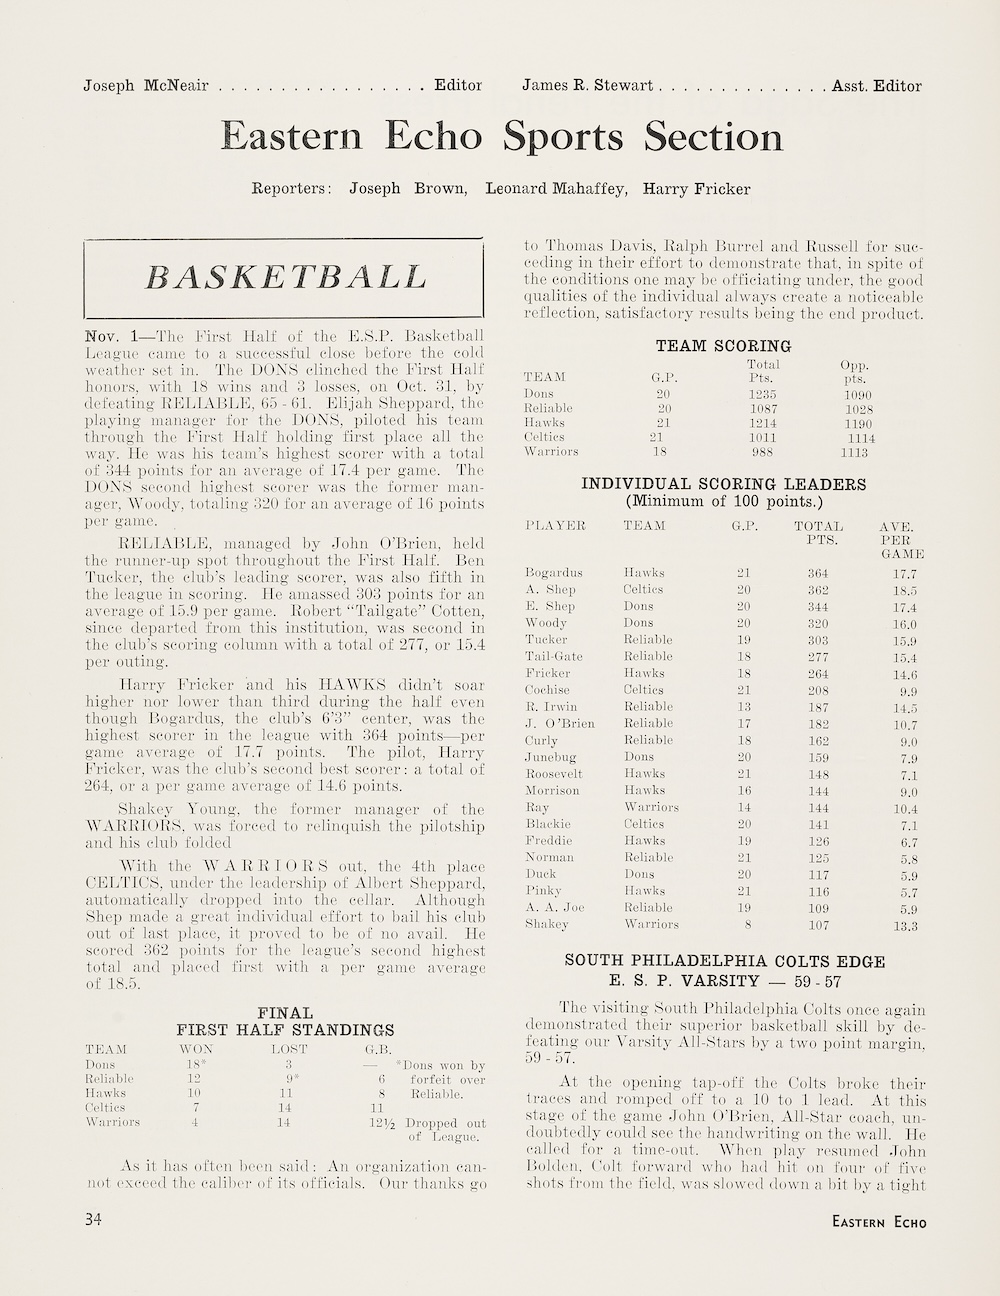 Joseph McNeair . . . . . . . . . . . . . . . . . Editor
James R. Stewart . . . . . . . . . . . . . . Asst. Editor
Eastern Echo Sports Section
Reporters: Joseph Brown, Leonard Mahaffey, Harry Fricker
BASKETBALL
Nov. 1—The First Half of the E.S.P. Basketball
League came to a successful close before the cold
weather set in. The DONS clinched the First Half
honors, with 18 wins and 3 losses, on Oct. 31, by
defeating RELIABLE, 65 - 61. Elijah Sheppard, the
playing manager for the DONS, piloted his team
through the First Half holding first place all the
way. He was his team's highest scorer with a total
of 344 points for an average of 17.4 per game. The
DONS second highest scorer was the former man-
ager, Woody, totaling 320 for an average of 16 points
per game.
RELIABLE, managed by John O'Brien, held
the runner-up spot throughout the First Half. Ben
Tucker, the club's leading scorer, was also fifth in
the league in scoring. He amassed 303 points for an
average of 15.9 per game. Robert "Tailgate" Cotten,
since departed from this institution, was second in
the club's scoring column with a total of 277, or 15.4
per outing.
Harry Fricker and his HAWKS didn't soar
higher nor lower than third during the half even
though Bogardus, the club's 6'3" center, was the
highest scorer in the league with 364 points—per
game average of 17.7 points. The pilot, Harry
Fricker, was the club's second best scorer: a total of
264, or a per game average of 14.6 points.
Shakey Young, the former manager of the
WARRIORS, was forced to relinquish the pilotship
and his club folded
With the WARRIORS out, the 4th place
CELTICS, under the leadership of Albert Sheppard,
automatically dropped into the cellar. Although
Shep made a great individual effort to bail his club
out of last place, it proved to be of no avail. He
scored 362 points for the league's second highest
total and placed first with a per game average
of 18.5.
FINAL
FIRST HALF STANDINGS
TEAM WON LOST G.B.
Dons 18* 3 — *Dons won by
Reliable 12 9* 6 forfeit over
Hawks 10 11 8 Reliable.
Celtics 7 14 11
Warriors 4 14 12½ Dropped out
of League.
As it has often been said: An organization can-
not exceed the caliber of its officials. Our thanks go
to Thomas Davis, Ralph Burrel and Russell for suc-
ceding in their effort to demonstrate that, in spite of
the conditions one may be officiating under, the good
qualities of the individual always create a noticeable
reflection, satisfactory results being the end product.
TEAM SCORING
Total Opp.
TEAM G.P. Pts. pts.
Dons 20 1235 1090
Reliable 20 1087 1028
Hawks 21 1214 1190
Celtics 21 1011 1114
Warriors 18 988 1113
INDIVIDUAL SCORING LEADERS
(Minimum of 100 points.)
PLAYER TEAM G.P. TOTAL AVE.
PTS. PER
GAME
Bogardus Hawks 21 364 17.7
A. Shep Celtics 20 362 18.5
E. Shep Dons 20 344 17.4
Woody Dons 20 320 16.0
Tucker Reliable 19 303 15.9
Tail-Gate Reliable 18 277 15.4
Fricker Hawks 18 264 14.6
Cochise Celtics 21 208 9.9
R. Irwin Reliable 13 187 14.5
J. O'Brien Reliable 17 182 10.7
Curly Reliable 18 162 9.0
Junebug Dons 20 159 7.9
Roosevelt Hawks 21 148 7.1
Morrison Hawks 16 144 9.0
Ray Warriors 14 144 10.4
Blackie Celtics 20 141 7.1
Freddie Hawks 19 126 6.7
Norman Reliable 21 125 5.8
Duck Dons 20 117 5.9
Pinky Hawks 21 116 5.7
A. A. Joe Reliable 19 109 5.9
Shakey Warriors 8 107 13.3
SOUTH PHILADELPHIA COLTS EDGE
E. S. P. VARSITY — 59 - 57
The visiting South Philadelphia Colts once again
demonstrated their superior basketball skill by de-
feating our Varsity All-Stars by a two point margin,
59 - 57.
At the opening tap-off the Colts broke their
traces and romped off to a 10 to 1 lead. At this
stage of the game John O'Brien, All-Star coach, un-
doubtedly could see the handwriting on the wall. He
called for a time-out. When play resumed John
Bolden, Colt forward who had hit on four of five
shots from the field, was slowed down a bit by a tight
34
EASTERN ECHO